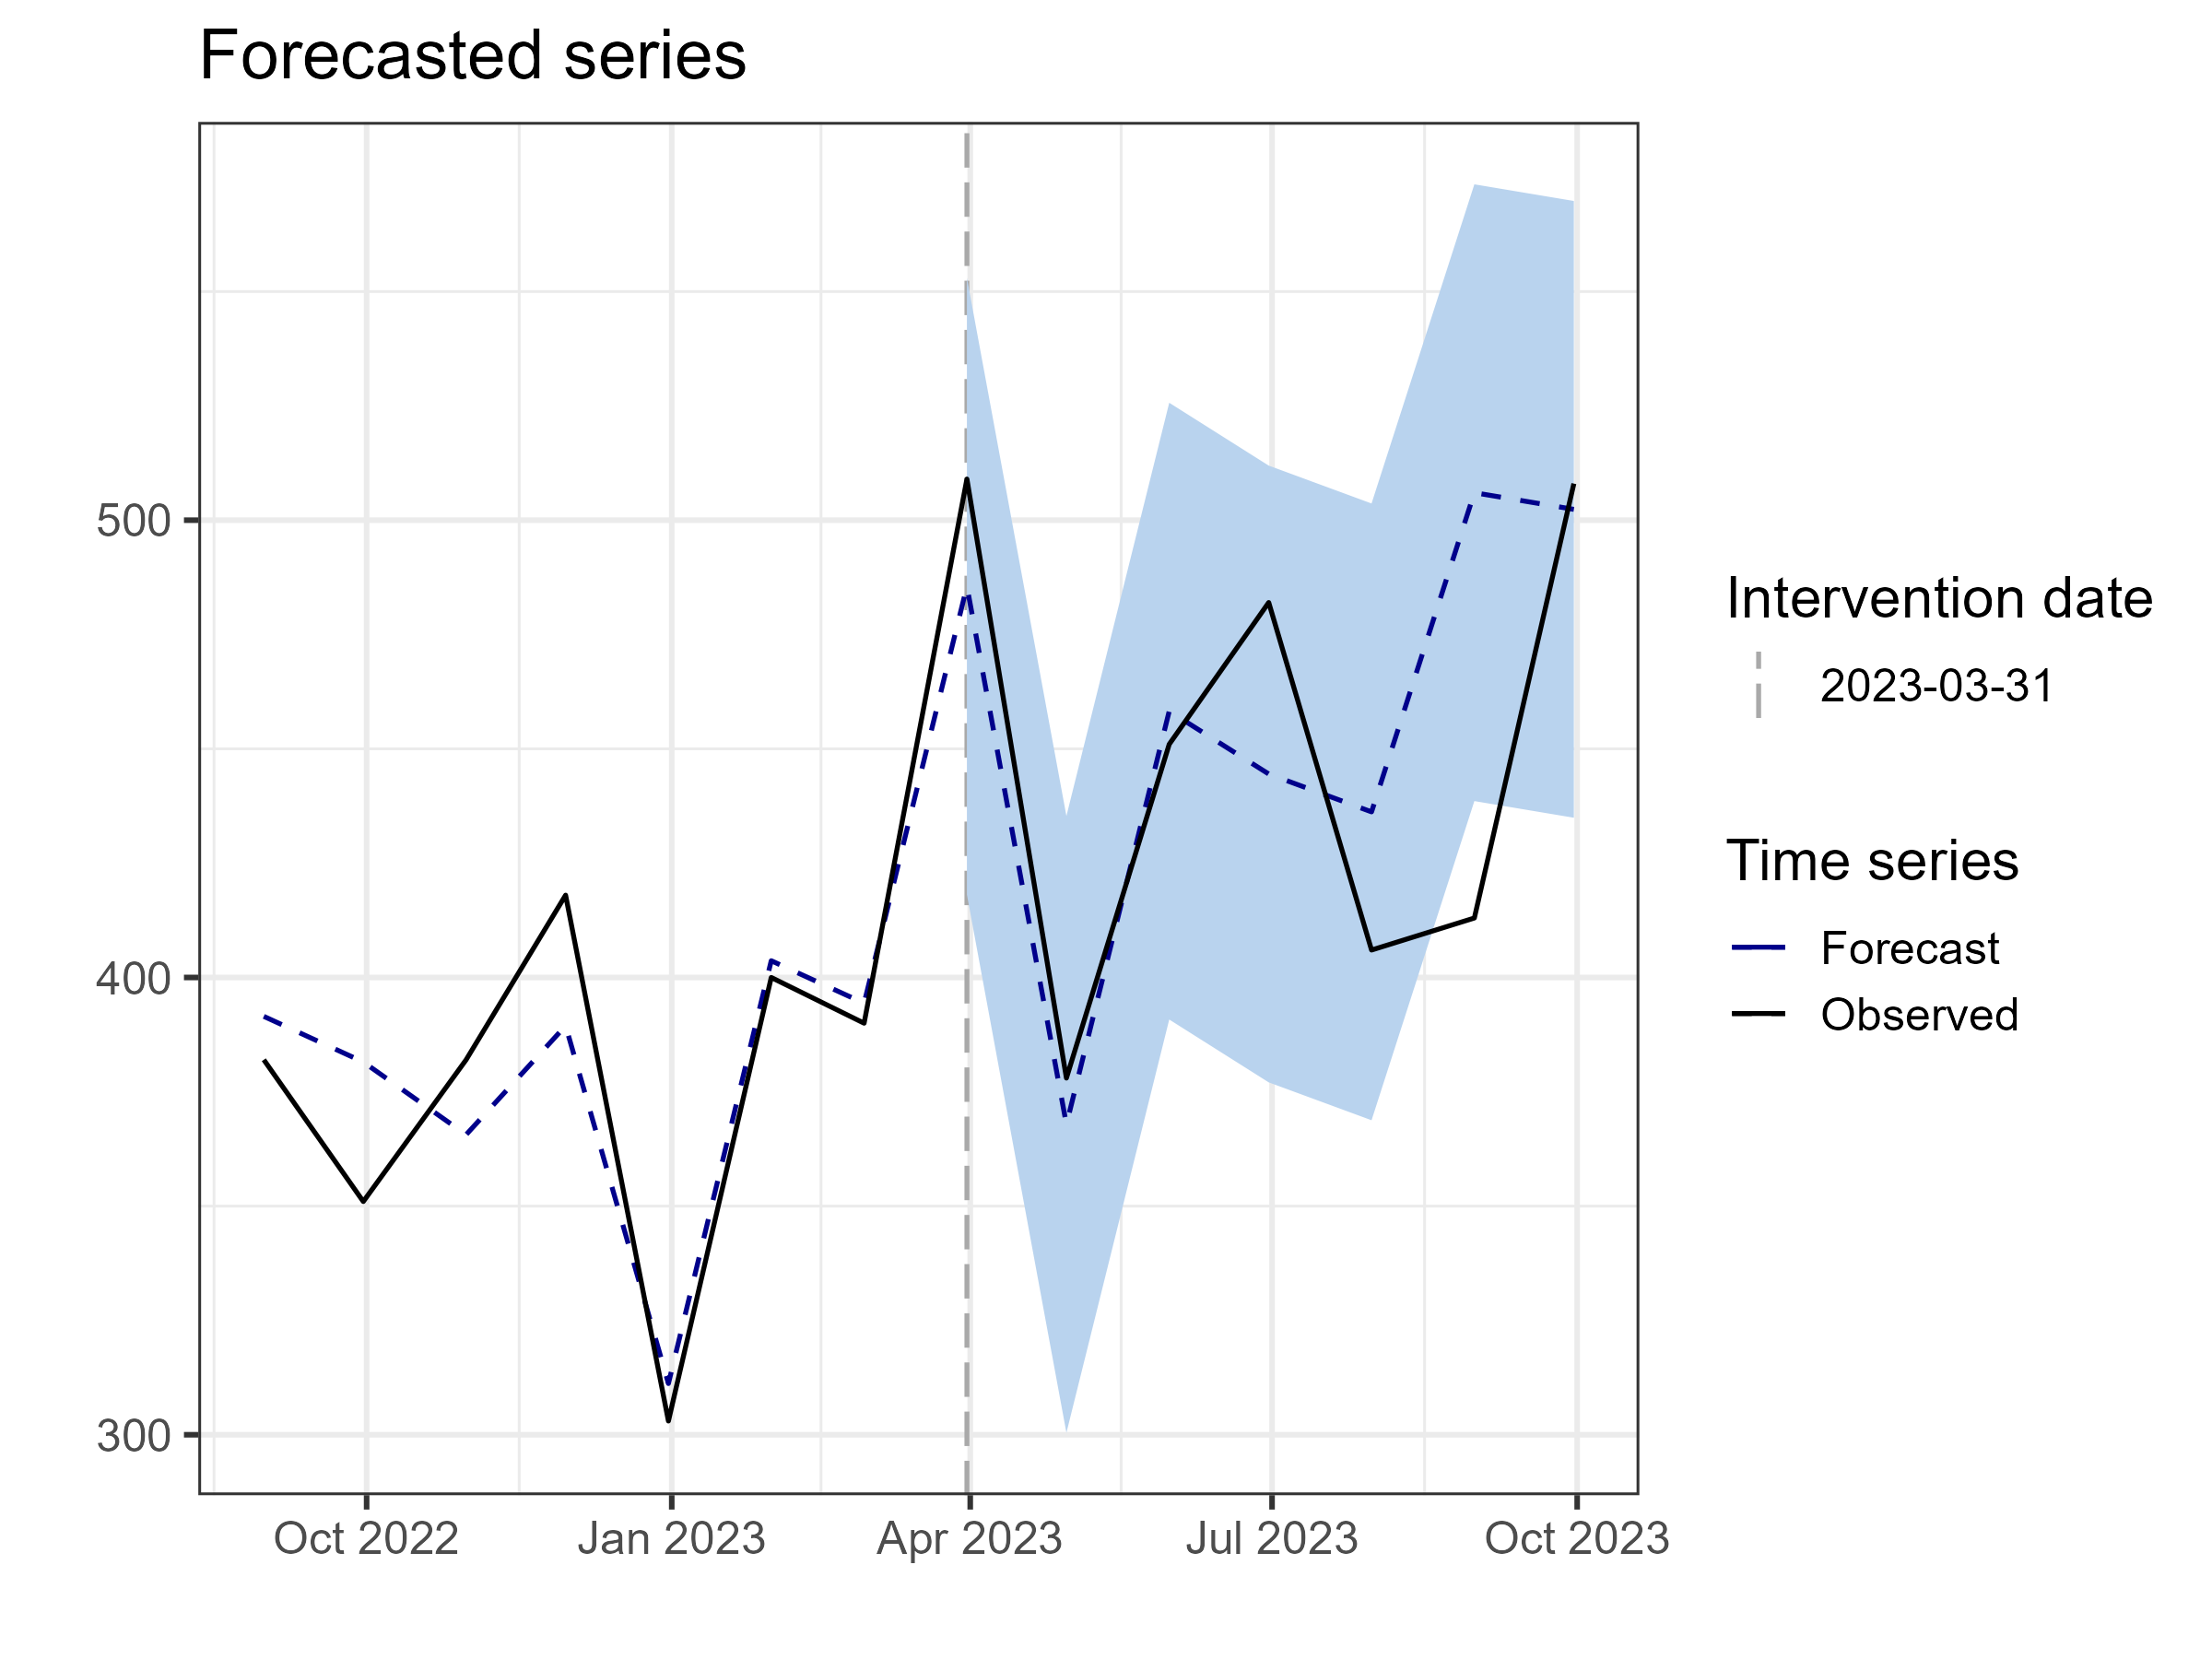 Forecasted series
500
400
300
Oct 2022
Jan 2023
Apr 2023
Jul 2023
Oct 2023
Intervention date
2023-03-31
Time series
Forecast
Observed